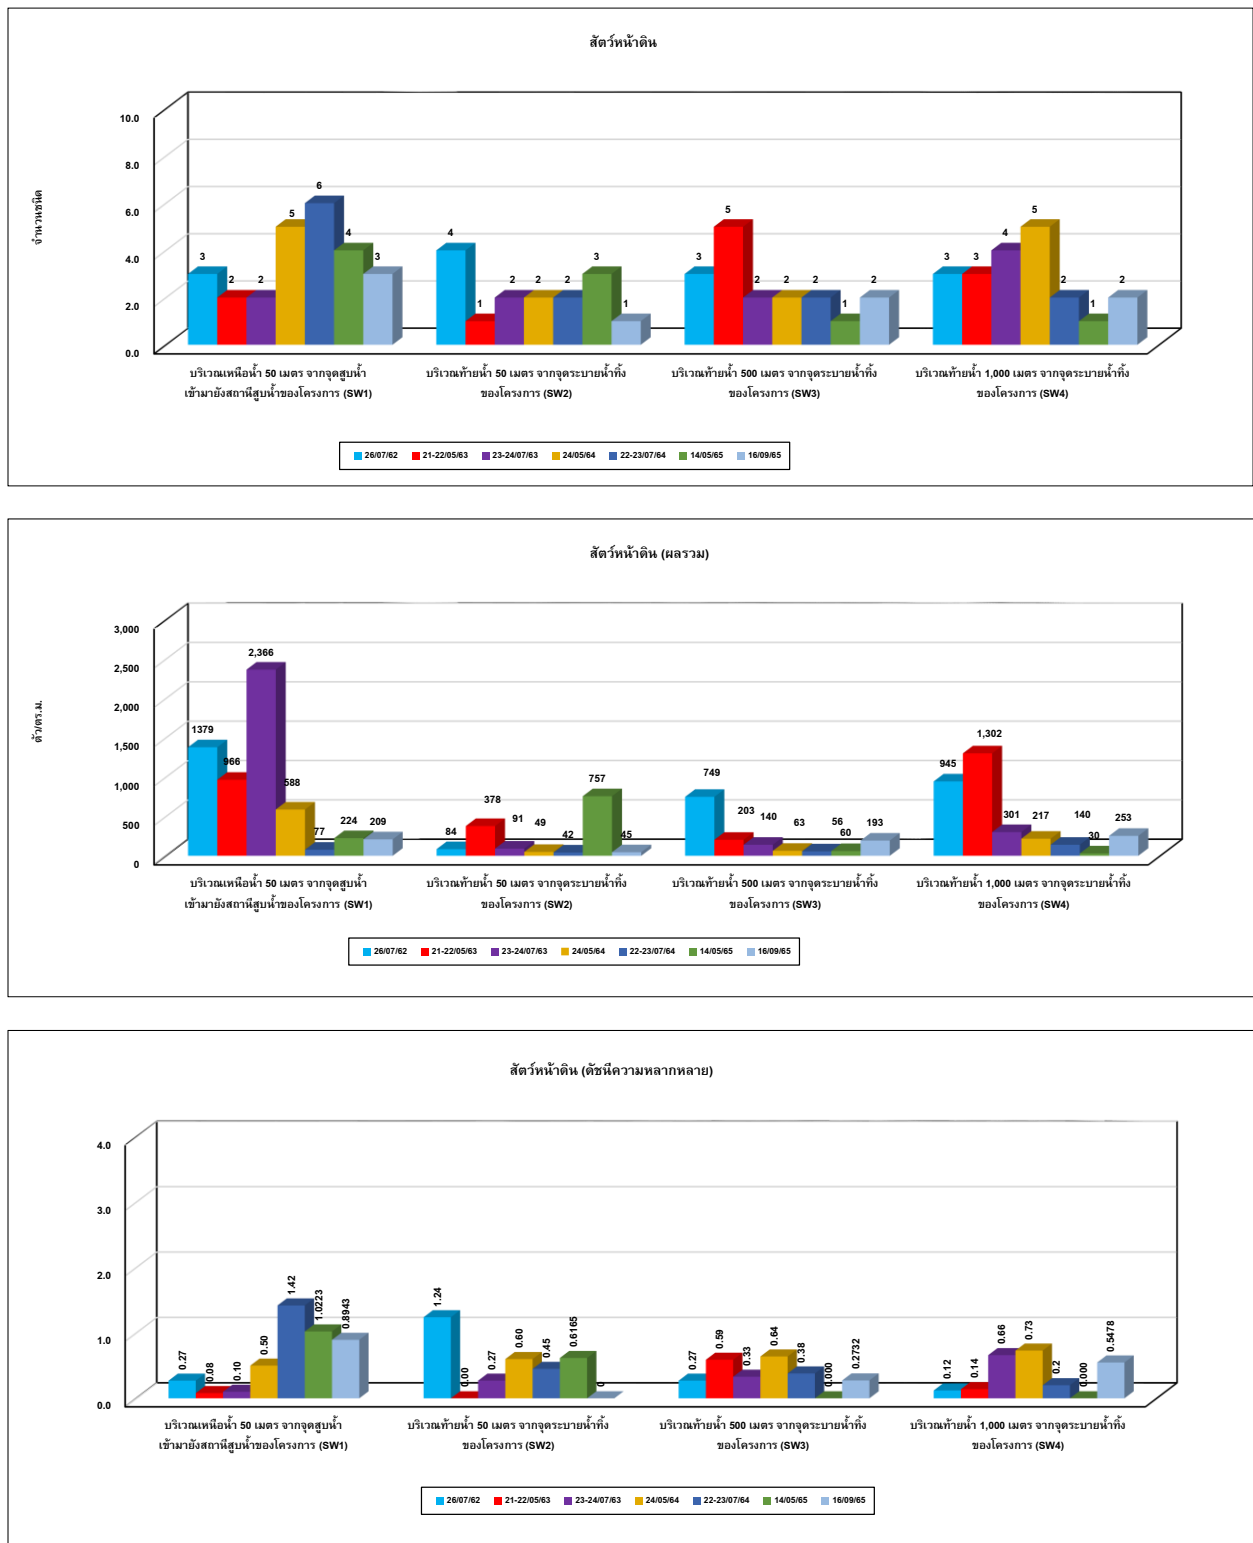 สัตว์หน้าดิน
จำนวนชนิด
10.0
8.0
6.0
4.0
2.0
0.0
3 2 2 5 6 4 3
4 1 2 2 2 3 1
3 5 2 2 2 1 2
3 3 4 5 2 1 2
บริเวณเหนือน้ำ 50 เมตร จากจุดสูบน้ำ
เข้ามายังสถานีสูบน้ำของโครงการ (SW1)
บริเวณท้ายน้ำ 50 เมตร จากจุดระบายน้ำทิ้ง
ของโครงการ (SW2)
บริเวณท้ายน้ำ 500 เมตร จากจุดระบายน้ำทิ้ง
ของโครงการ (SW3)
บริเวณท้ายน้ำ 1,000 เมตร จากจุดระบายน้ำทิ้ง
ของโครงการ (SW4)
26/07/62 21-22/05/63 23-24/07/63 24/05/64 22-23/07/64 14/05/65 16/09/65
สัตว์หน้าดิน (ผลรวม)
ตัว/ตร.ม.
3,000
2,500
2,000
1,500
1,000
500
0
1379 966 2,366 588 77 224 209
84 378 91 49 42 757 45
749 203 140 63 56 60 193
945 1,302 301 217 140 30 253
บริเวณเหนือน้ำ 50 เมตร จากจุดสูบน้ำ
เข้ามายังสถานีสูบน้ำของโครงการ (SW1)
บริเวณท้ายน้ำ 50 เมตร จากจุดระบายน้ำทิ้ง
ของโครงการ (SW2)
บริเวณท้ายน้ำ 500 เมตร จากจุดระบายน้ำทิ้ง
ของโครงการ (SW3)
บริเวณท้ายน้ำ 1,000 เมตร จากจุดระบายน้ำทิ้ง
ของโครงการ (SW4)
26/07/62 21-22/05/63 23-24/07/63 24/05/64 22-23/07/64 14/05/65 16/09/65
สัตว์หน้าดิน (ดัชนีความหลากหลาย)
4.0
3.0
2.0
1.0
0.0
0.27 0.08 0.10 0.50 1.42 1.0223 0.8943
1.24 0.00 0.27 0.60 0.45 0.6165 0
0.27 0.59 0.33 0.64 0.38 0.000 0.2732
0.12 0.14 0.66 0.73 0.2 0.000 0.5478
บริเวณเหนือน้ำ 50 เมตร จากจุดสูบน้ำ
เข้ามายังสถานีสูบน้ำของโครงการ (SW1)
บริเวณท้ายน้ำ 50 เมตร จากจุดระบายน้ำทิ้ง
ของโครงการ (SW2)
บริเวณท้ายน้ำ 500 เมตร จากจุดระบายน้ำทิ้ง
ของโครงการ (SW3)
บริเวณท้ายน้ำ 1,000 เมตร จากจุดระบายน้ำทิ้ง
ของโครงการ (SW4)
26/07/62 21-22/05/63 23-24/07/63 24/05/64 22-23/07/64 14/05/65 16/09/65